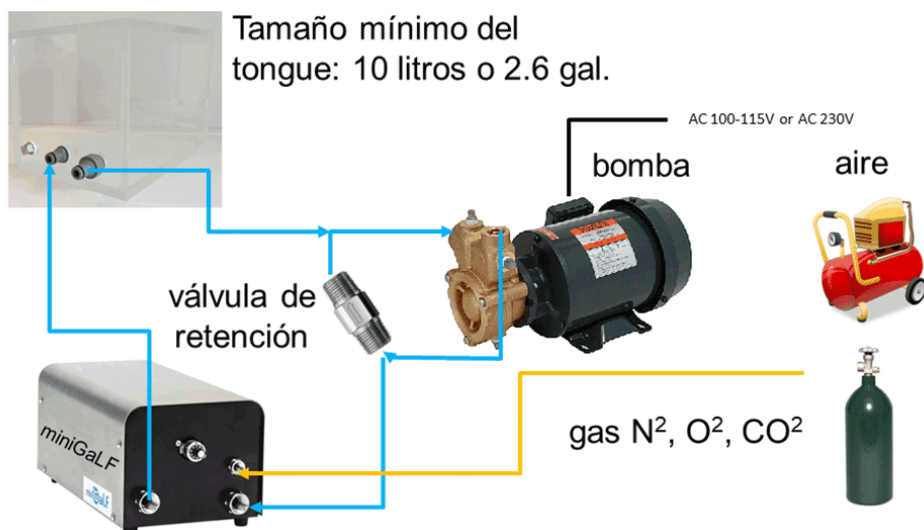 Tamaño mínimo del
tongue: 10 litros o 2.6 gal.
AC 100-115V or AC 230V
bomba
aire
válvula de
retención
miniGaLF
gas N², O², CO²